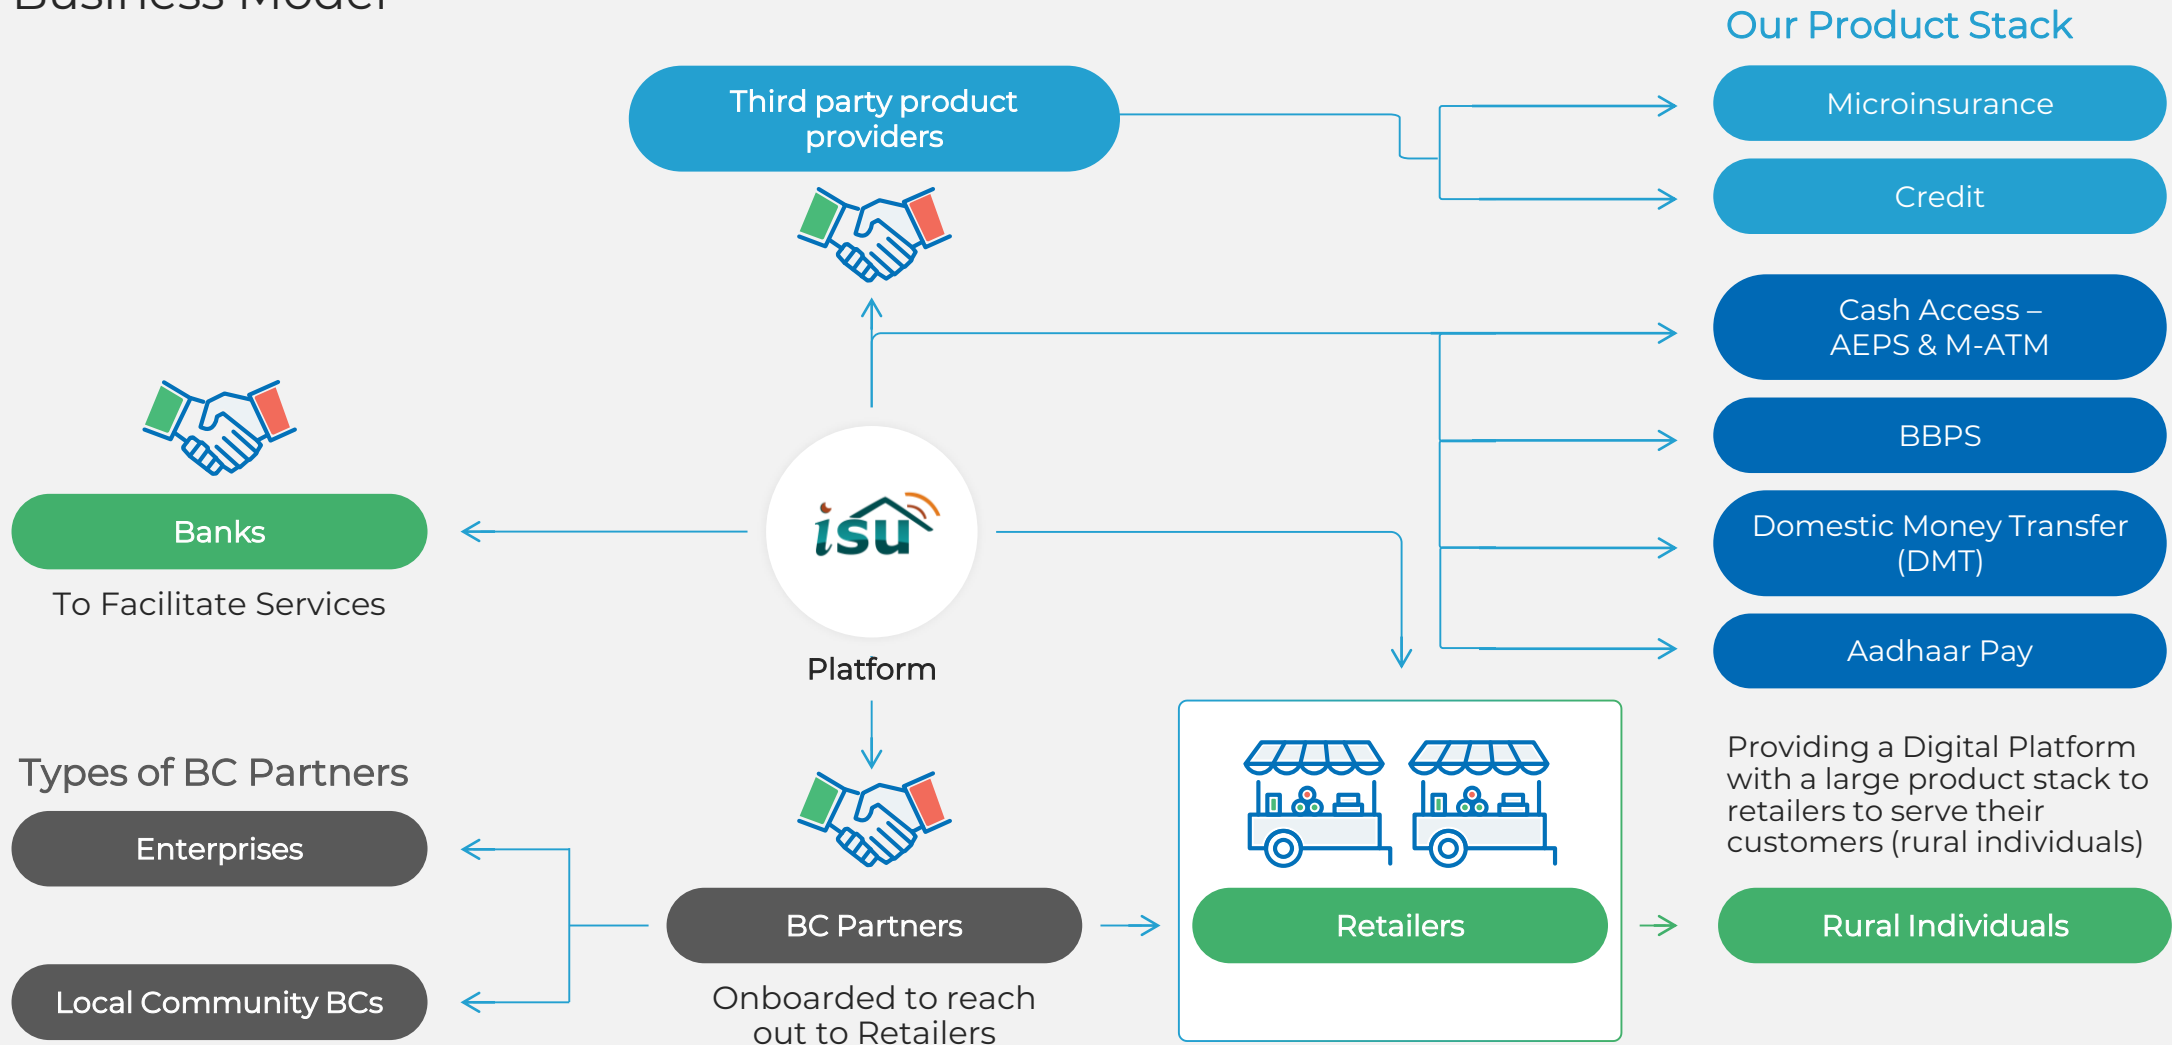 Business Model
Our Product Stack
Third party product
providers
Microinsurance
Credit
Cash Access –
AEPS & M-ATM
BBPS
Domestic Money Transfer
(DMT)
Aadhaar Pay
Banks
To Facilitate Services
isu
Platform
Types of BC Partners
Enterprises
Local Community BCs
BC Partners
Onboarded to reach
out to Retailers
Retailers
Providing a Digital Platform
with a large product stack to
retailers to serve their
customers (rural individuals)
Rural Individuals